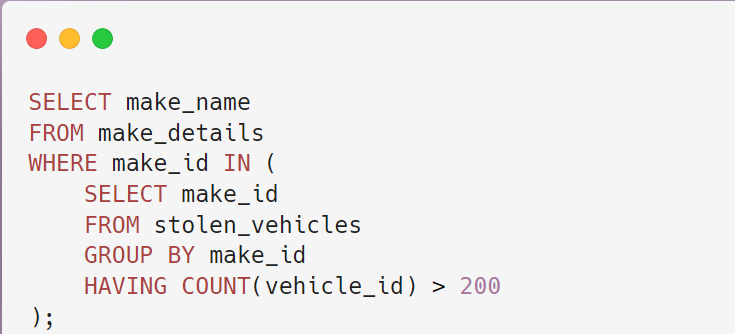 SELECT make_name
FROM make_details
WHERE make_id IN (
    SELECT make_id
    FROM stolen_vehicles
    GROUP BY make_id
    HAVING COUNT(vehicle_id) > 200
);